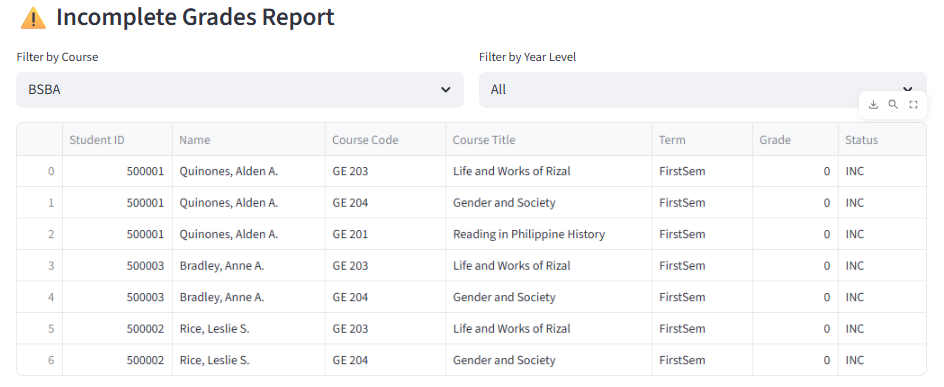 ⚠️ Incomplete Grades Report
Filter by Course Filter by Year Level
BSBA All
Student ID Name Course Code Course Title Term Grade Status
0 500001 Quinones, Alden A. GE 203 Life and Works of Rizal FirstSem 0 INC
1 500001 Quinones, Alden A. GE 204 Gender and Society FirstSem 0 INC
2 500001 Quinones, Alden A. GE 201 Reading in Philippine History FirstSem 0 INC
3 500003 Bradley, Anne A. GE 203 Life and Works of Rizal FirstSem 0 INC
4 500003 Bradley, Anne A. GE 204 Gender and Society FirstSem 0 INC
5 500002 Rice, Leslie S. GE 203 Life and Works of Rizal FirstSem 0 INC
6 500002 Rice, Leslie S. GE 204 Gender and Society FirstSem 0 INC